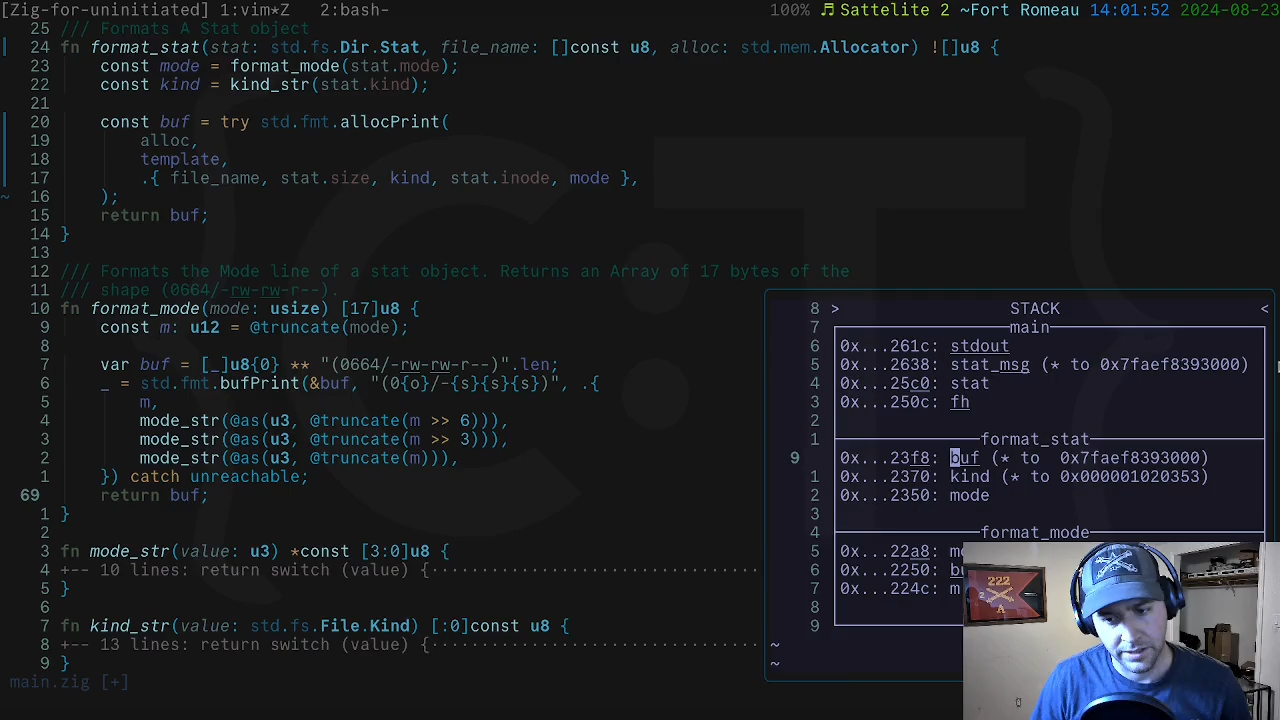 [Zig-for-uninitiated] 1:vim*Z 2:bash- 100% ♬ Sattelite 2 ~Fort Romeau 14:01:52 2024-08-23
25 /// Formats A Stat object
24 fn format_stat(stat: std.fs.Dir.Stat, file_name: []const u8, alloc: std.mem.Allocator) ![]u8 {
23 const mode = format_mode(stat.mode);
22 const kind = kind_str(stat.kind);
21
20 const buf = try std.fmt.allocPrint(
19 alloc,
18 template,
17 .{ file_name, stat.size, kind, stat.inode, mode },
~ 16 );
15 return buf;
14 }
13
12 /// Formats the Mode line of a stat object. Returns an Array of 17 bytes of the
11 /// shape (0664/-rw-rw-r--).
10 fn format_mode(mode: usize) [17]u8 {
9 const m: u12 = @truncate(mode);
8
7 var buf = [_]u8{0} ** "(0664/-rw-rw-r--)".len;
6 _ = std.fmt.bufPrint(&buf, "(0{o}/-{s}{s}{s})", .{
5 m,
4 mode_str(@as(u3, @truncate(m >> 6))),
3 mode_str(@as(u3, @truncate(m >> 3))),
2 mode_str(@as(u3, @truncate(m))),
1 }) catch unreachable;
69 return buf;
1 }
2
3 fn mode_str(value: u3) *const [3:0]u8 {
4 +-- 10 lines: return switch (value) {
5 }
6
7 fn kind_str(value: std.fs.File.Kind) [:0]const u8 {
8 +-- 13 lines: return switch (value) {
9 }
main.zig [+]
8 > STACK <
7 main
6 0x...261c: stdout
5 0x...2638: stat_msg (* to 0x7faef8393000)
4 0x...25c0: stat
3 0x...250c: fh
2
1 format_stat
9 0x...23f8: buf (* to 0x7faef8393000)
1 0x...2370: kind (* to 0x000001020353)
2 0x...2350: mode
3
4 format_mode
5 0x...22a8: m
6 0x...2250: b
7 0x...224c: m
8
9
~
~
222
2
A